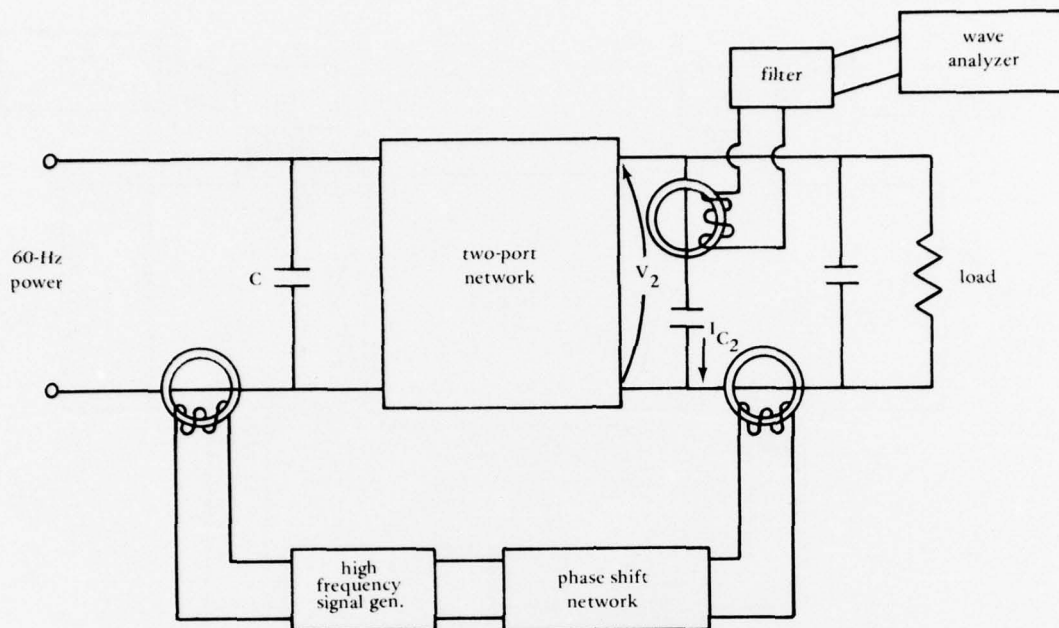 wave
analyzer
filter
60-Hz
power
C
two-port
network
V2
IC2
load
high
frequency
signal gen.
phase shift
network